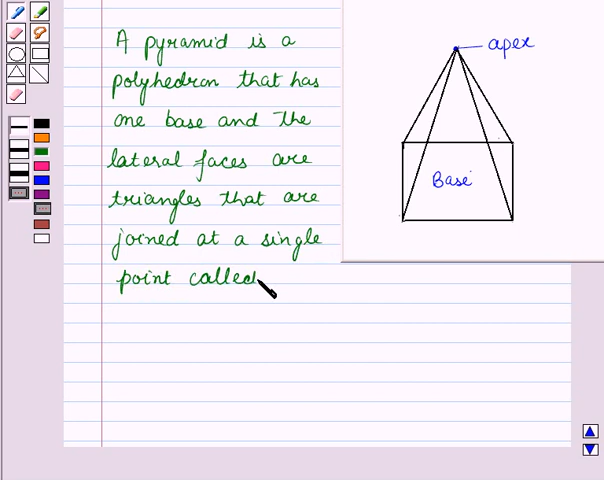 A pyramid is a
polyhedron that has
one base and the
lateral faces are
triangles that are
joined at a single
point called
apex
Base